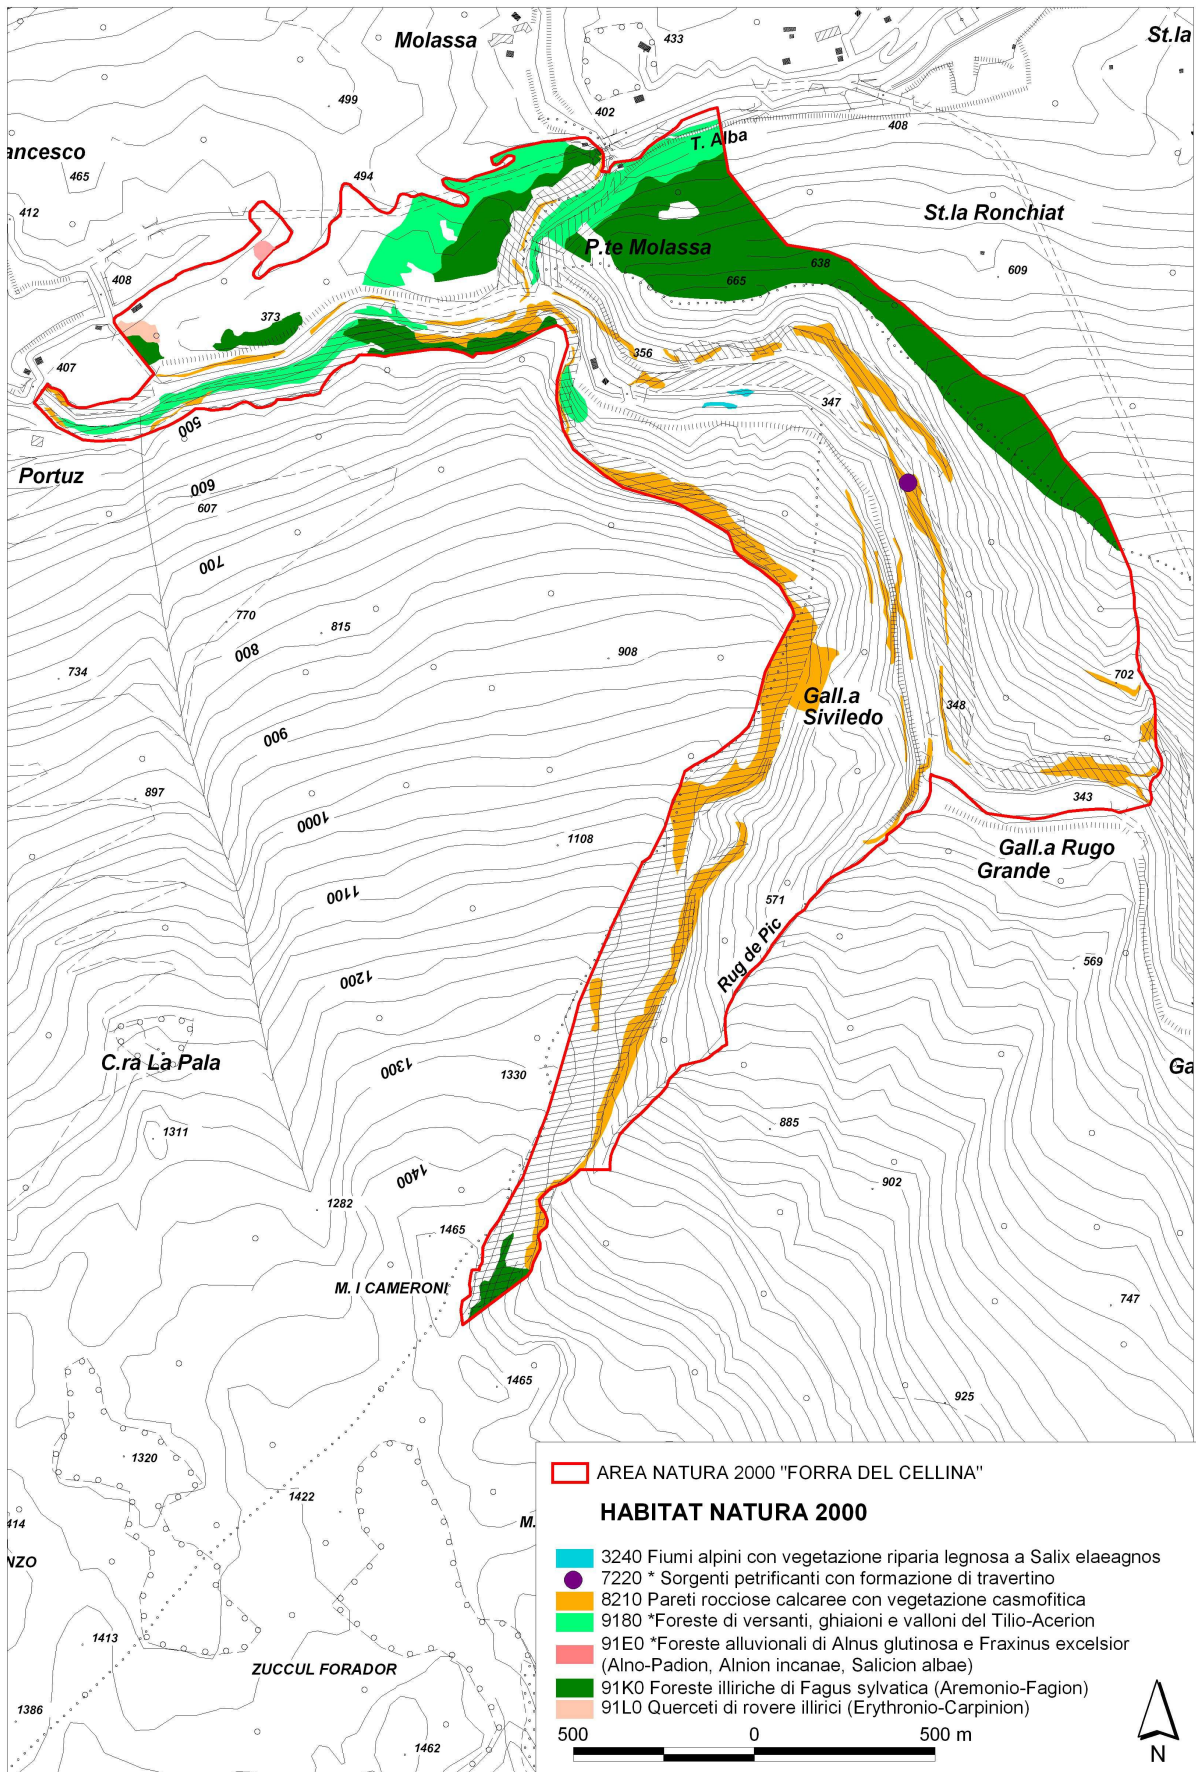 Molassa
433
St.la
499
402
408
T. Alba
ancesco
465
494
412
St.la Ronchiat
P.te Molassa
638
609
408
665
373
356
407
347
500
Portuz
600
607
700
770
815
800
908
734
702
Gall.a
Siviledo
348
900
897
343
1000
1108
Gall.a Rugo
Grande
1100
571
Rug de Pic
569
1200
C.ra La Pala
1300
1330
Ga
1311
885
1400
902
1282
1465
M. I CAMERONI
747
1465
925
1320
1422
414
M.
NZO
1413
ZUCCUL FORADOR
1386
1462
AREA NATURA 2000 "FORRA DEL CELLINA"
HABITAT NATURA 2000
3240 Fiumi alpini con vegetazione riparia legnosa a Salix elaeagnos
7220 * Sorgenti petrificanti con formazione di travertino
8210 Pareti rocciose calcaree con vegetazione casmofitica
9180 *Foreste di versanti, ghiaioni e valloni del Tilio-Acerion
91E0 *Foreste alluvionali di Alnus glutinosa e Fraxinus excelsior
(Alno-Padion, Alnion incanae, Salicion albae)
91K0 Foreste illiriche di Fagus sylvatica (Aremonio-Fagion)
91L0 Querceti di rovere illirici (Erythronio-Carpinion)
500 0 500 m
N